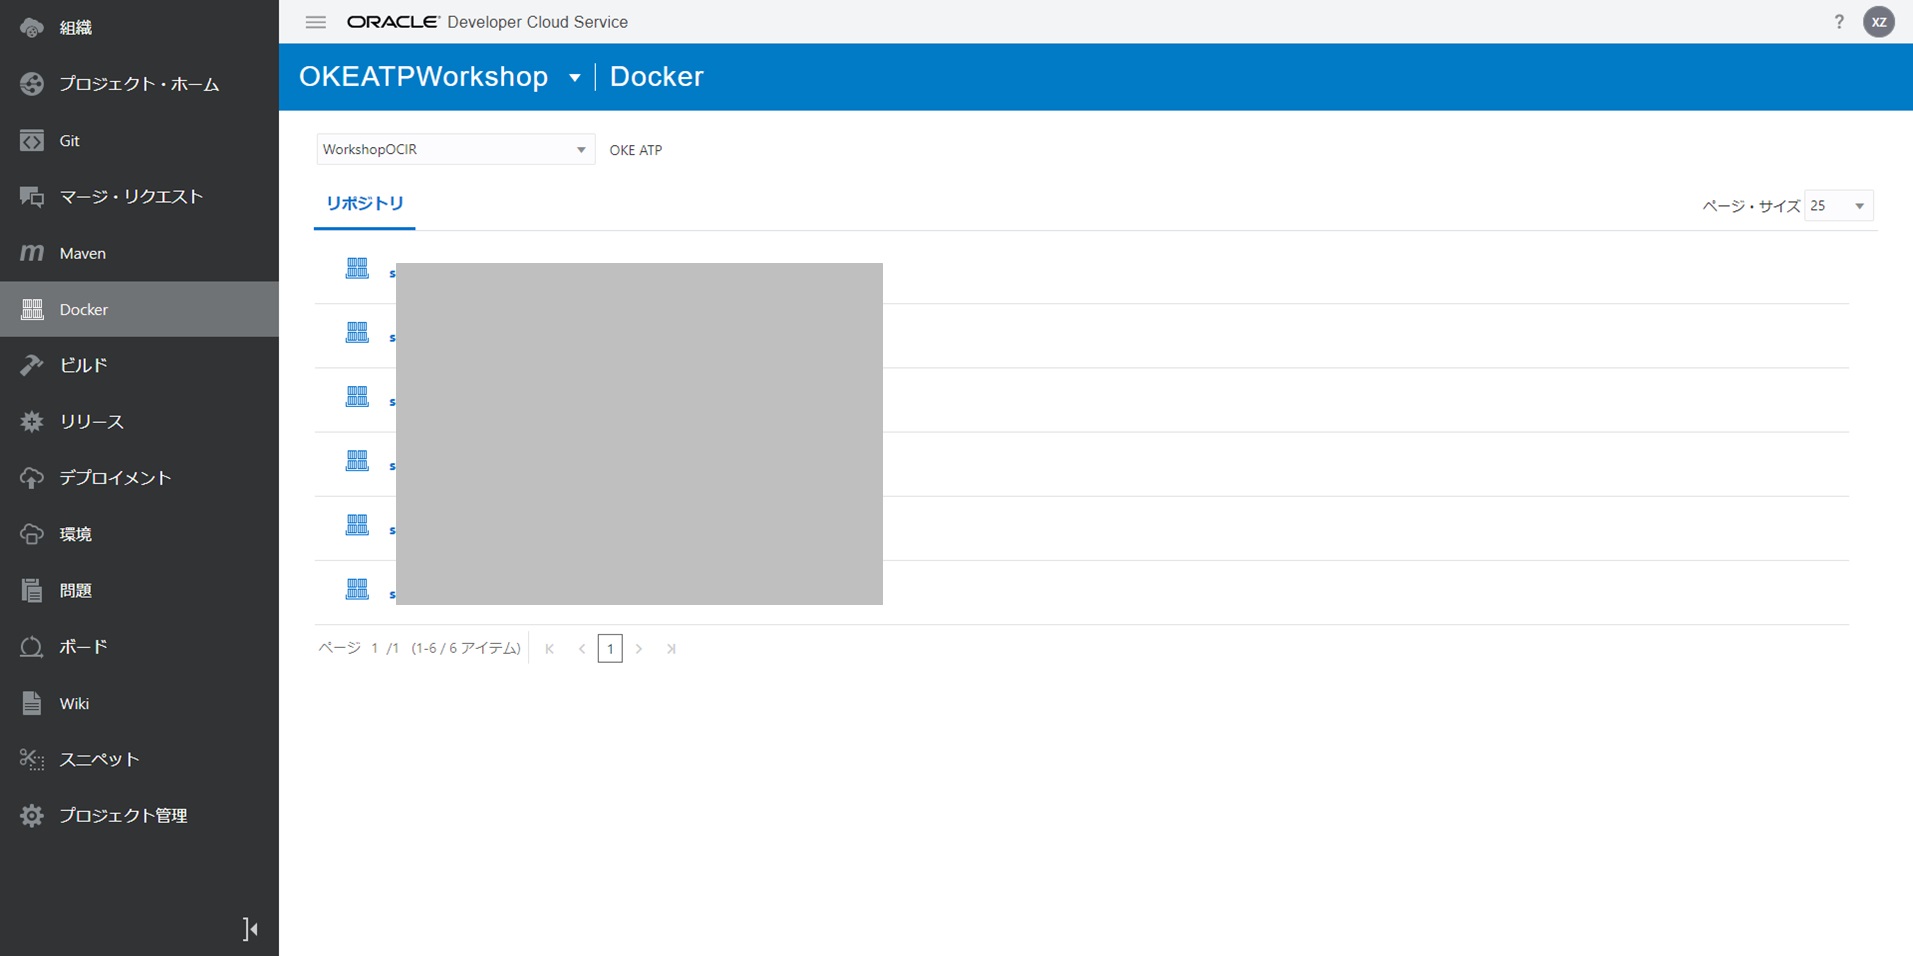 組織
プロジェクト・ホーム
Git
マージ・リクエスト
Maven
Docker
ビルド
リリース
デプロイメント
環境
問題
ボード
Wiki
スニペット
プロジェクト管理
ORACLE Developer Cloud Service
? XZ
OKEATPWorkshop Docker
WorkshopOCIR OKE ATP
リポジトリ
ページ・サイズ 25
s
s
s
s
s
s
ページ 1 /1 (1-6 / 6 アイテム) 1